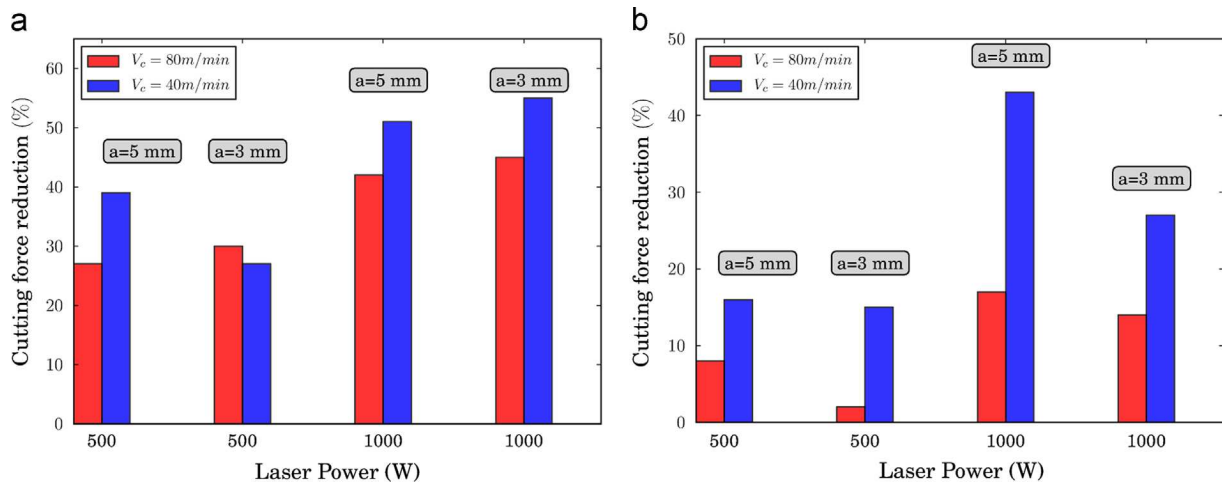 a
V_c = 80m/min
V_c = 40m/min
a=5 mm
a=3 mm
a=5 mm
a=3 mm
60
50
40
30
20
10
0
Cutting force reduction (%)
500
500
1000
1000
Laser Power (W)
b
V_c = 80m/min
V_c = 40m/min
a=5 mm
a=3 mm
a=5 mm
a=3 mm
50
40
30
20
10
0
Cutting force reduction (%)
500
500
1000
1000
Laser Power (W)